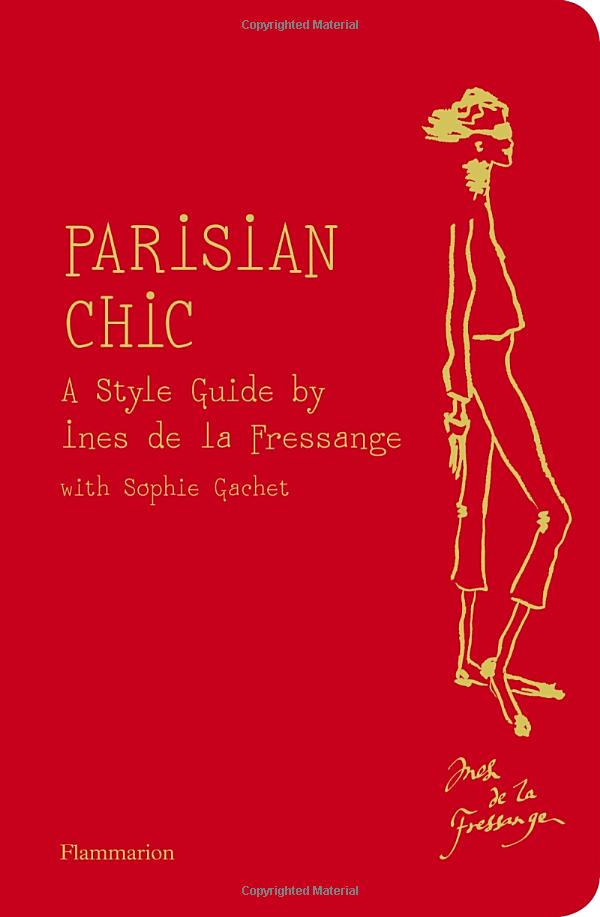 Copyrighted Material
PARiSiAN
CHiC
A Style Guide by
ines de la Fressange
with Sophie Gachet
Ines
de la
Fressange
Flammarion
Copyrighted Material